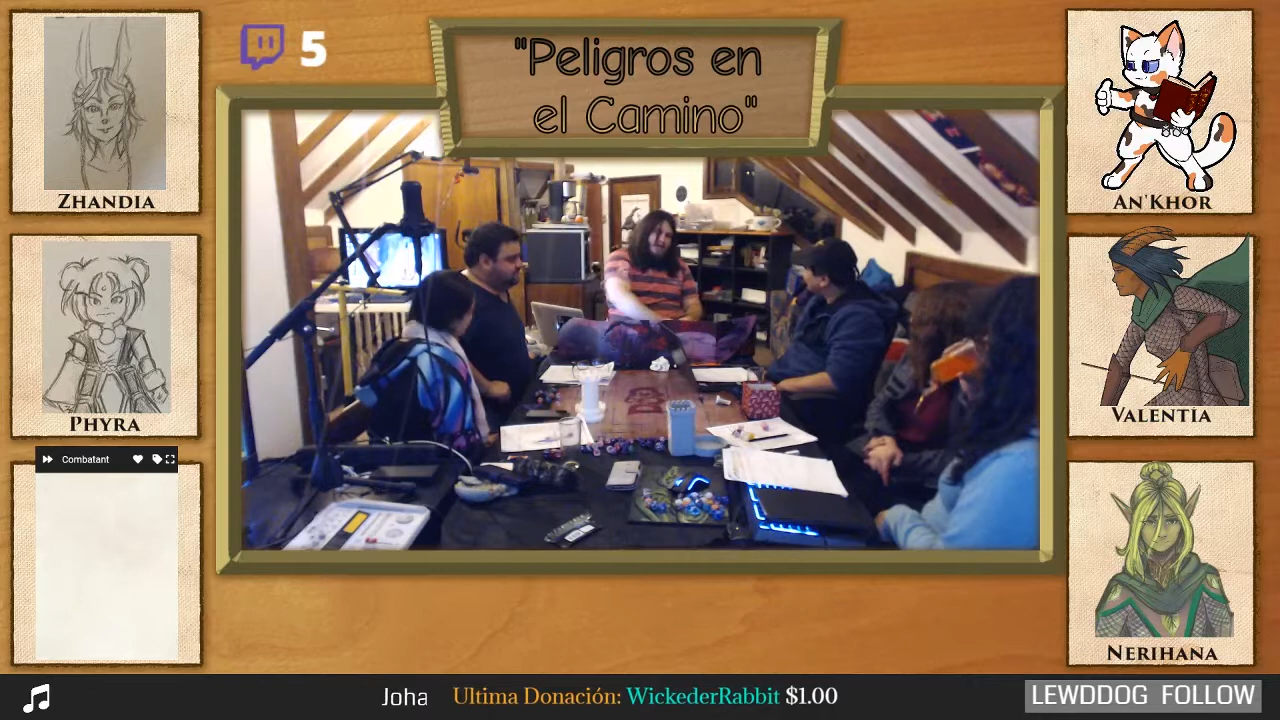 5
"Peligros en
el Camino"
ZHANDIA
PHYRA
Combatant
AN'KHOR
VALENTÍA
NERIHANA
Joha
Ultima Donación: WickederRabbit $1.00
LEWDDOG FOLLOW